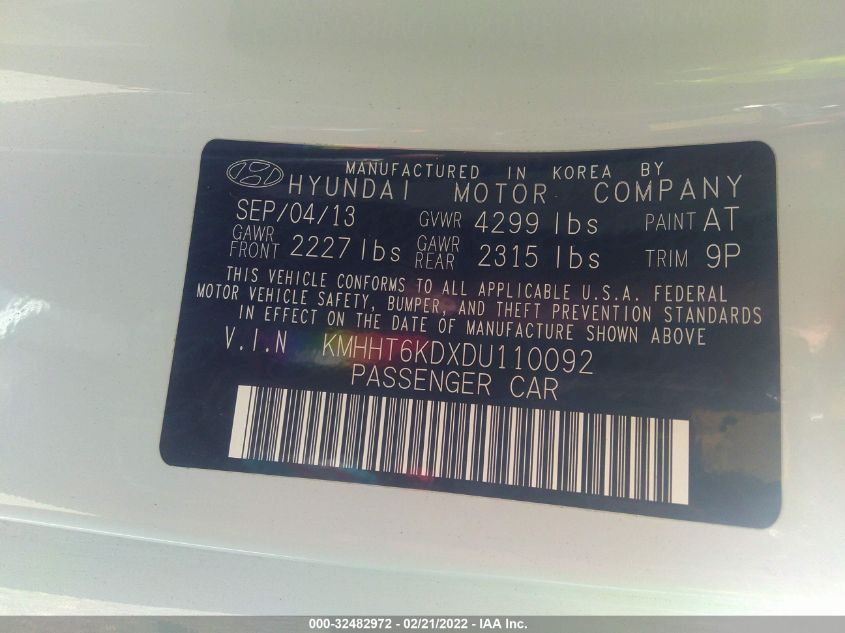 MANUFACTURED IN KOREA BY
HYUNDAI MOTOR COMPANY
SEP/04/13 GVWR 4299 lbs PAINT AT
GAWR FRONT 2227 lbs GAWR REAR 2315 lbs TRIM 9P
THIS VEHICLE CONFORMS TO ALL APPLICABLE U.S.A. FEDERAL
MOTOR VEHICLE SAFETY, BUMPER, AND THEFT PREVENTION STANDARDS
IN EFFECT ON THE DATE OF MANUFACTURE SHOWN ABOVE
V.I.N KMHHT6KDXDU110092
PASSENGER CAR
000-32482972 - 02/21/2022 - IAA Inc.